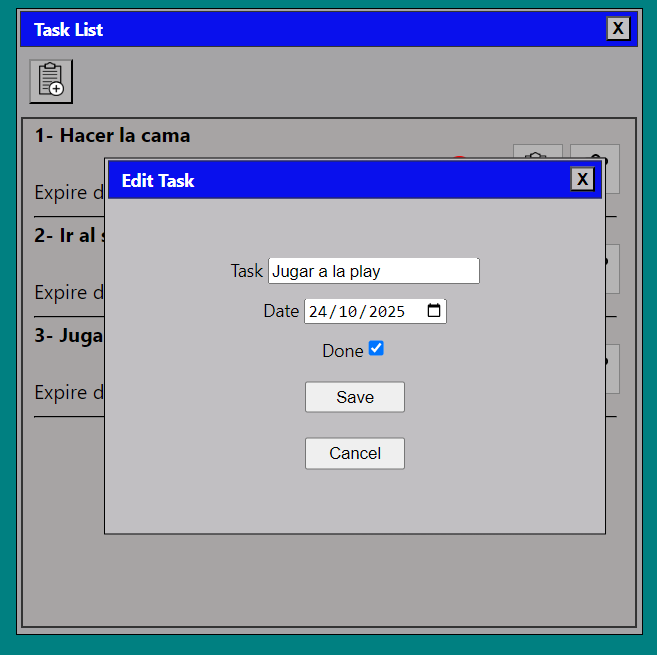 Task List X
1- Hacer la cama
Expire
Edit Task X
2- Ir al
Task Jugar a la play
Expire
Date 24/10/2025
3- Juga
Done
Expire
Save
Cancel